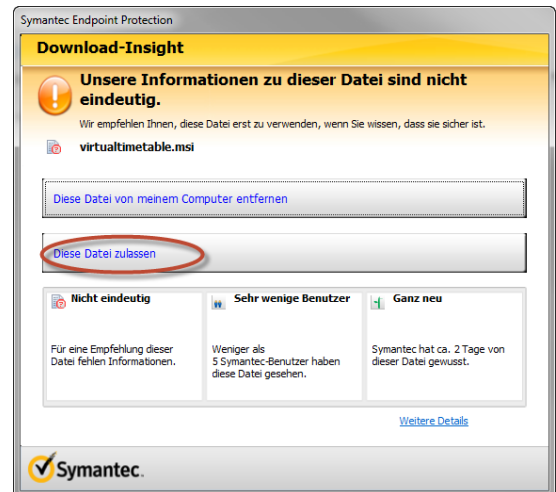 Symantec Endpoint Protection
Download-Insight
Unsere Informationen zu dieser Datei sind nicht
eindeutig.
Wir empfehlen Ihnen, diese Datei erst zu verwenden, wenn Sie wissen, dass sie sicher ist.
virtualtimetable.msi
Diese Datei von meinem Computer entfernen
Diese Datei zulassen
Nicht eindeutig
Für eine Empfehlung dieser
Datei fehlen Informationen.
Sehr wenige Benutzer
Weniger als
5 Symantec-Benutzer haben
diese Datei gesehen.
Ganz neu
Symantec hat ca. 2 Tage von
dieser Datei gewusst.
Weitere Details
Symantec.